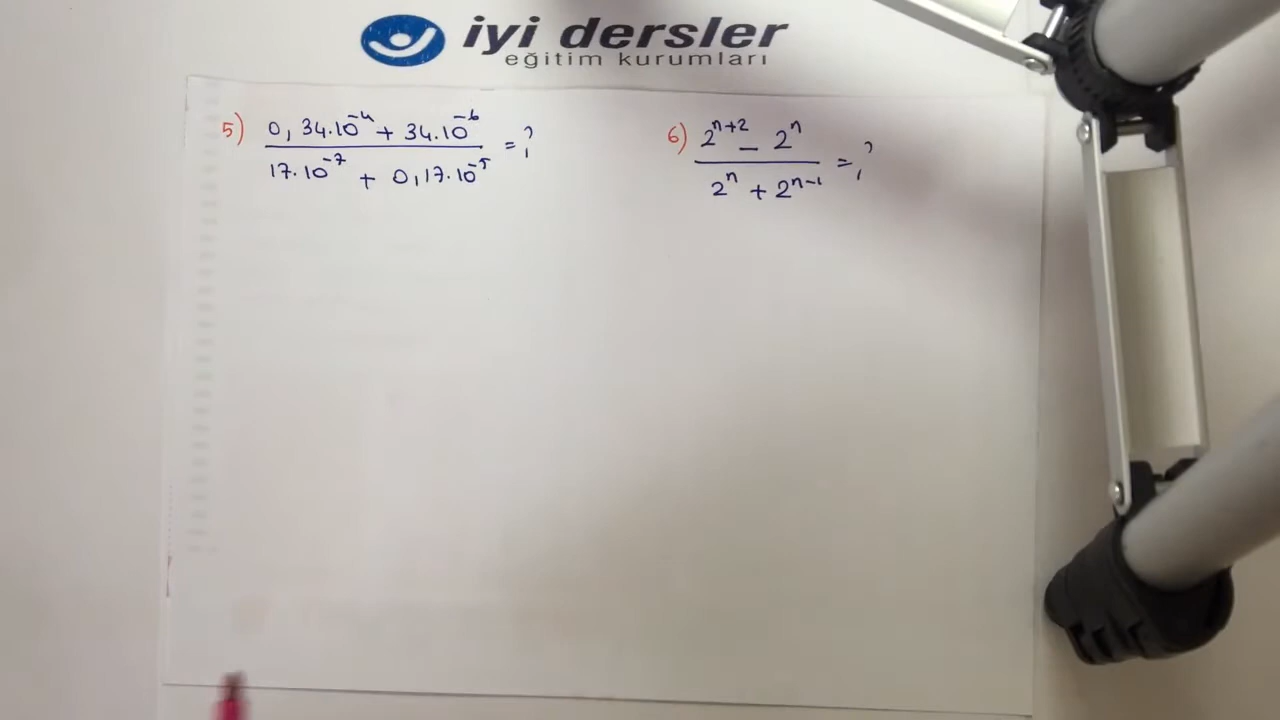 iyi dersler
eğitim kurumları
5) 0,34.10⁻⁴ + 34.10⁻⁶ = ?
17.10⁻⁷ + 0,17.10⁻⁵
6) 2ⁿ⁺² - 2ⁿ = ?
2ⁿ + 2ⁿ⁻¹